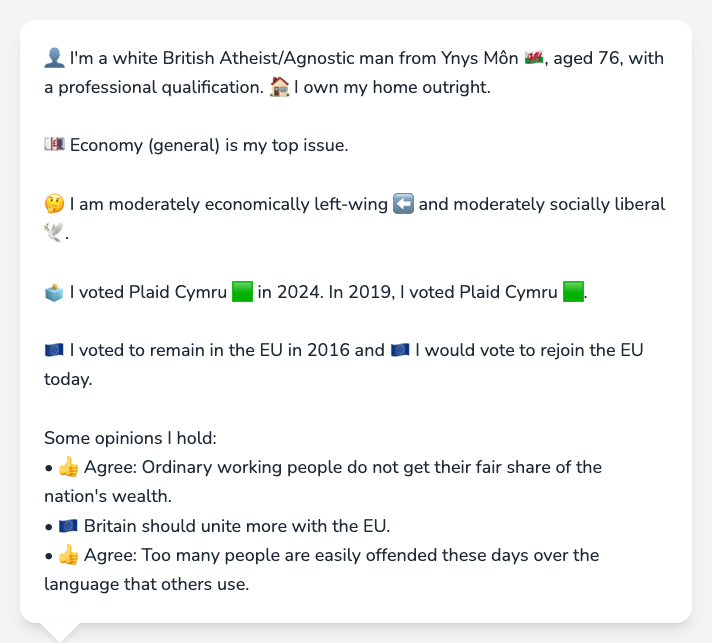 👤 I'm a white British Atheist/Agnostic man from Ynys Môn 🏴󠁧󠁢󠁷󠁬󠁳󠁿, aged 76, with
a professional qualification. 🏠 I own my home outright.
💷 Economy (general) is my top issue.
🤔 I am moderately economically left-wing ⬅️ and moderately socially liberal
🕊️.
🗳️ I voted Plaid Cymru 🟩 in 2024. In 2019, I voted Plaid Cymru 🟩.
🇪🇺 I voted to remain in the EU in 2016 and 🇪🇺 I would vote to rejoin the EU
today.
Some opinions I hold:
• 👍 Agree: Ordinary working people do not get their fair share of the
nation's wealth.
• 🇪🇺 Britain should unite more with the EU.
• 👍 Agree: Too many people are easily offended these days over the
language that others use.